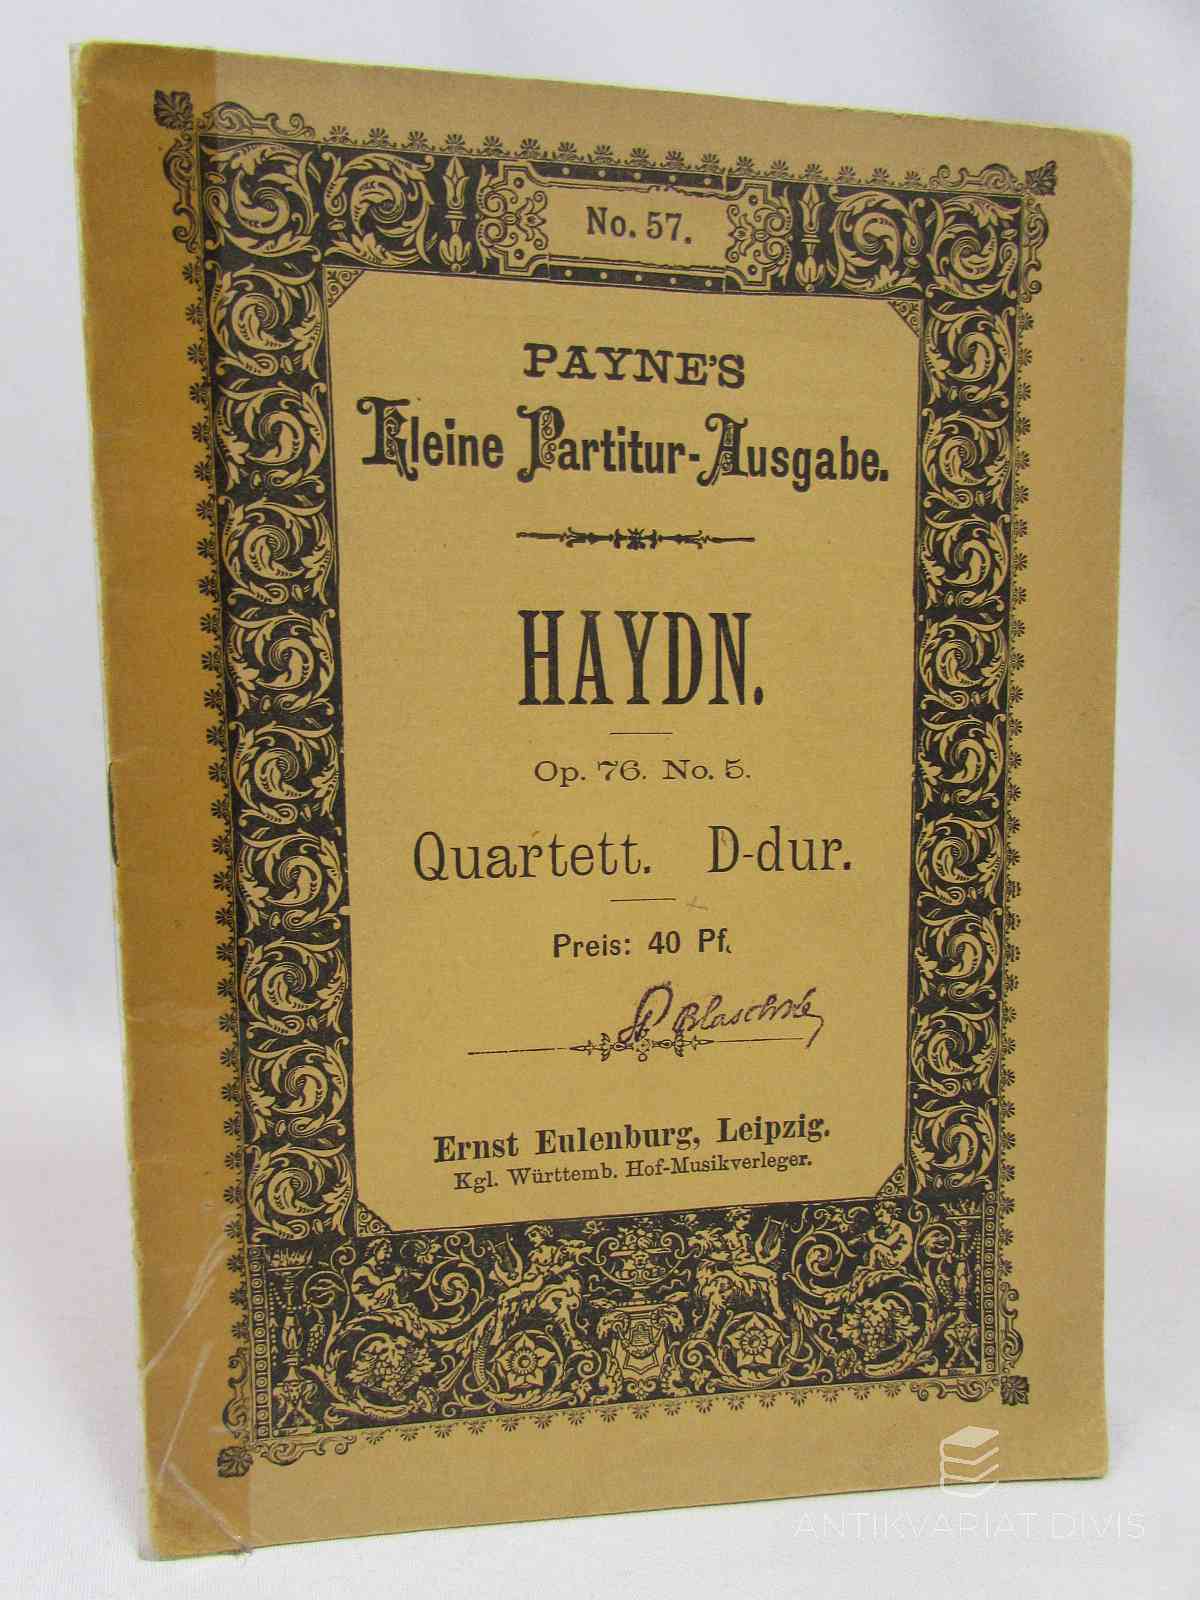 No. 57.
PAYNE'S
Kleine Partitur-Ausgabe.
HAYDN.
Op. 76. No. 5.
Quartett. D-dur.
Preis: 40 Pf.
Blaschke
Ernst Eulenburg, Leipzig.
Kgl. Württemb. Hof-Musikverleger.
ANTIKVARIAT DIVIS